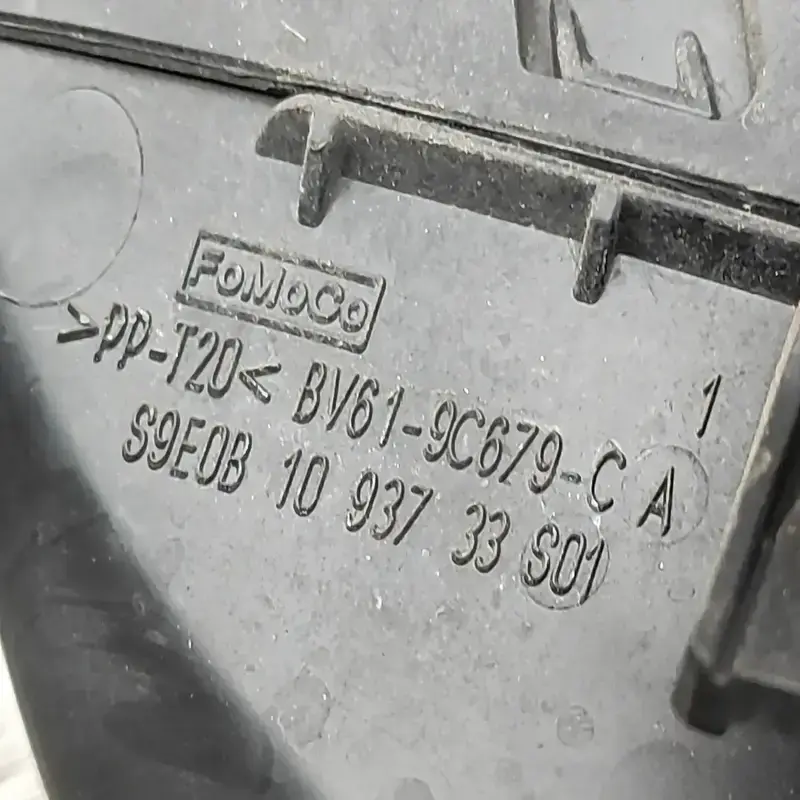 FoMoCo
>PP-T20< BV61-9C679-C A 1
S9E0B 10 937 33 S01